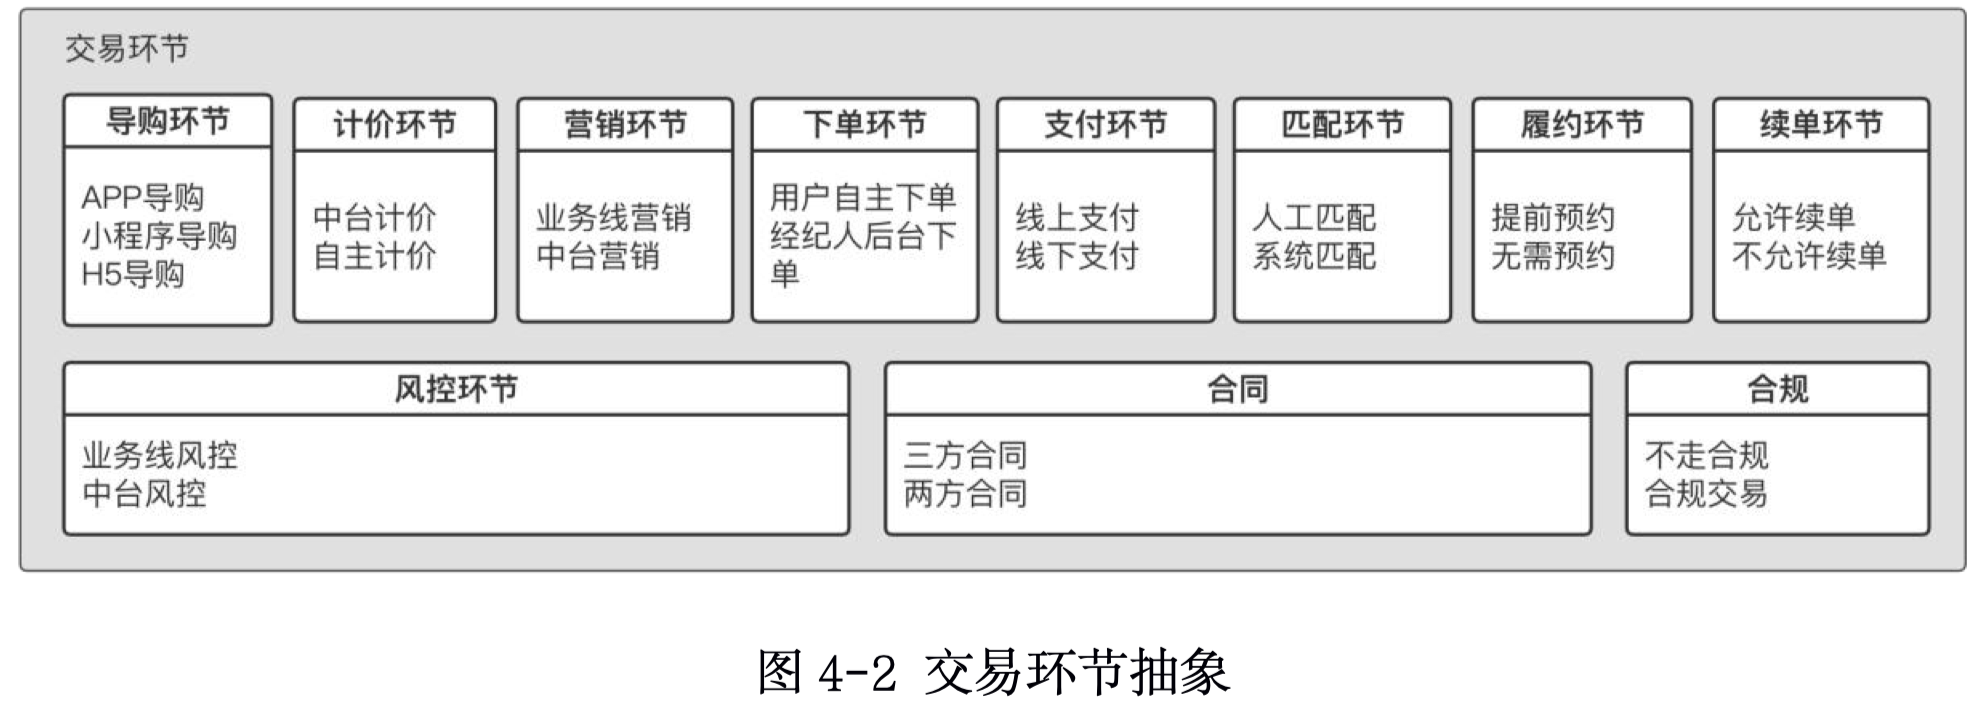 交易环节
导购环节
APP导购
小程序导购
H5导购
计价环节
中台计价
自主计价
营销环节
业务线营销
中台营销
下单环节
用户自主下单
经纪人后台下
单
支付环节
线上支付
线下支付
匹配环节
人工匹配
系统匹配
履约环节
提前预约
无需预约
续单环节
允许续单
不允许续单
风控环节
业务线风控
中台风控
合同
三方合同
两方合同
合规
不走合规
合规交易
图 4-2 交易环节抽象